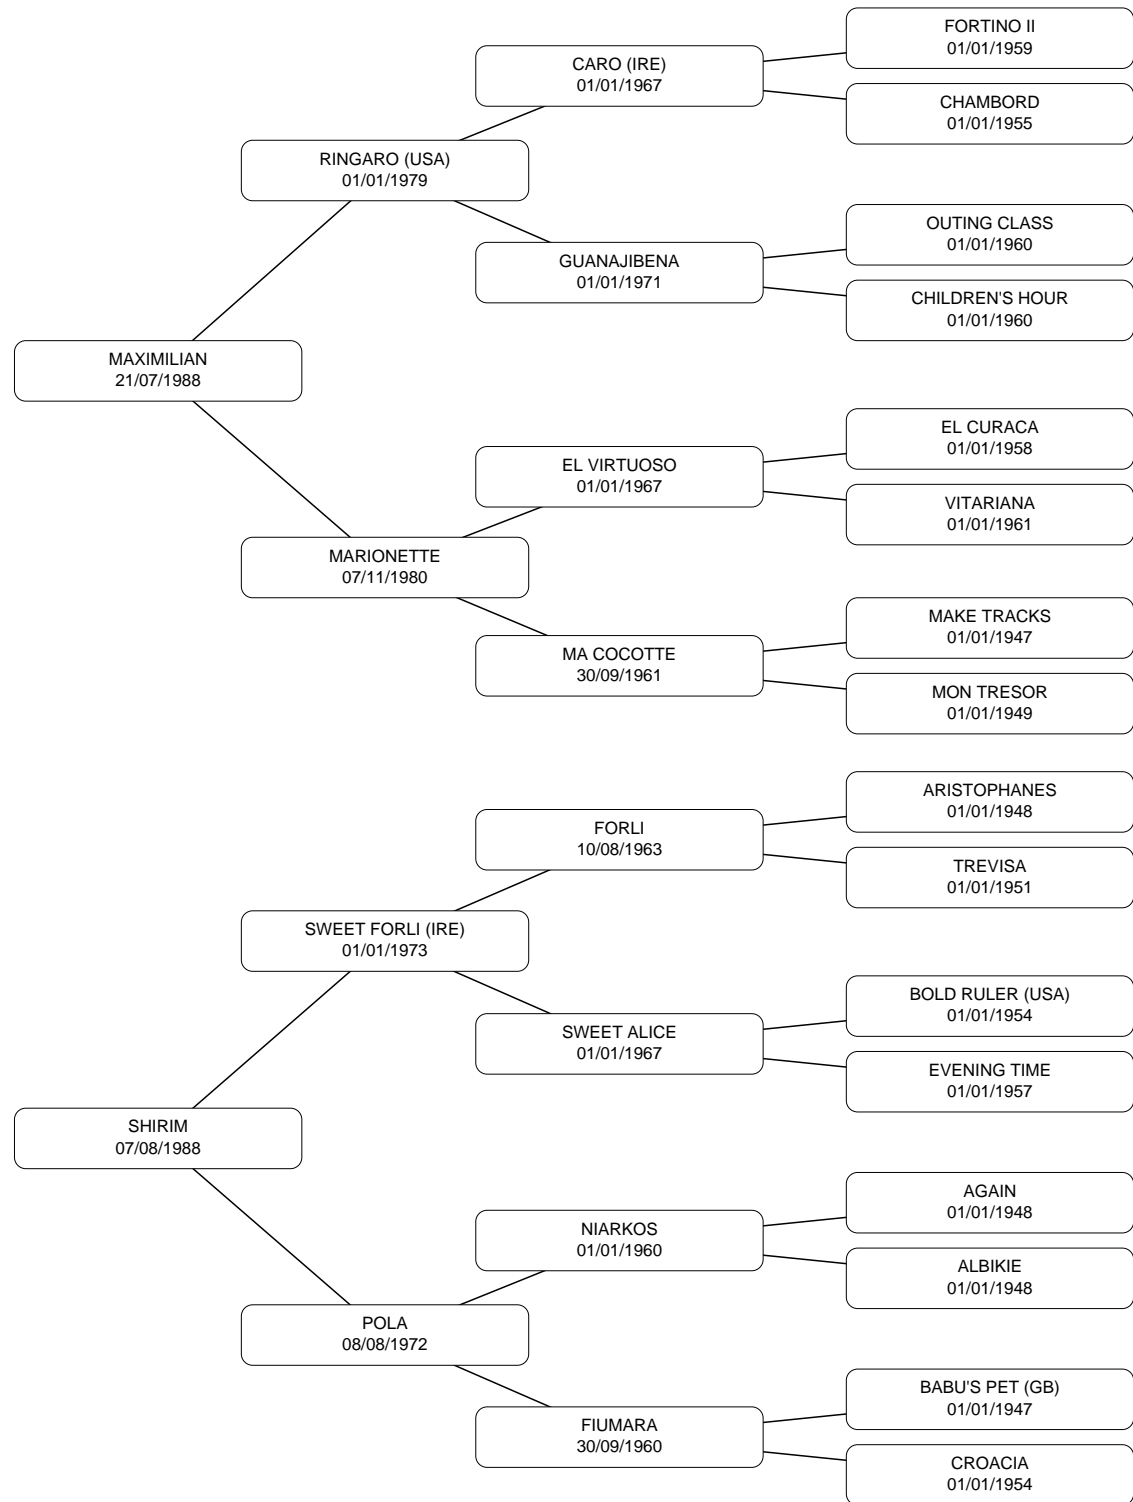 FORTINO II
01/01/1959
CARO (IRE)
01/01/1967
CHAMBORD
01/01/1955
RINGARO (USA)
01/01/1979
OUTING CLASS
01/01/1960
GUANAJIBENA
01/01/1971
CHILDREN'S HOUR
01/01/1960
MAXIMILIAN
21/07/1988
EL CURACA
01/01/1958
EL VIRTUOSO
01/01/1967
VITARIANA
01/01/1961
MARIONETTE
07/11/1980
MAKE TRACKS
01/01/1947
MA COCOTTE
30/09/1961
MON TRESOR
01/01/1949
ARISTOPHANES
01/01/1948
FORLI
10/08/1963
TREVISA
01/01/1951
SWEET FORLI (IRE)
01/01/1973
BOLD RULER (USA)
01/01/1954
SWEET ALICE
01/01/1967
EVENING TIME
01/01/1957
SHIRIM
07/08/1988
AGAIN
01/01/1948
NIARKOS
01/01/1960
ALBIKIE
01/01/1948
POLA
08/08/1972
BABU'S PET (GB)
01/01/1947
FIUMARA
30/09/1960
CROACIA
01/01/1954